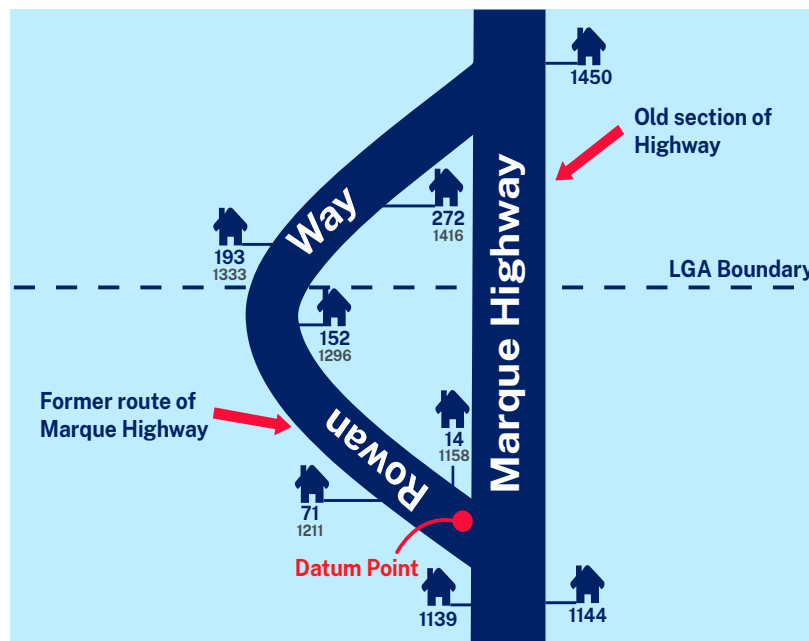 1450
Old section of
Highway
Way
272
1416
193
1333
Marque Highway
LGA Boundary
152
1296
Former route of
Marque Highway
Rowan
14
1158
71
1211
Datum Point
1139
1144